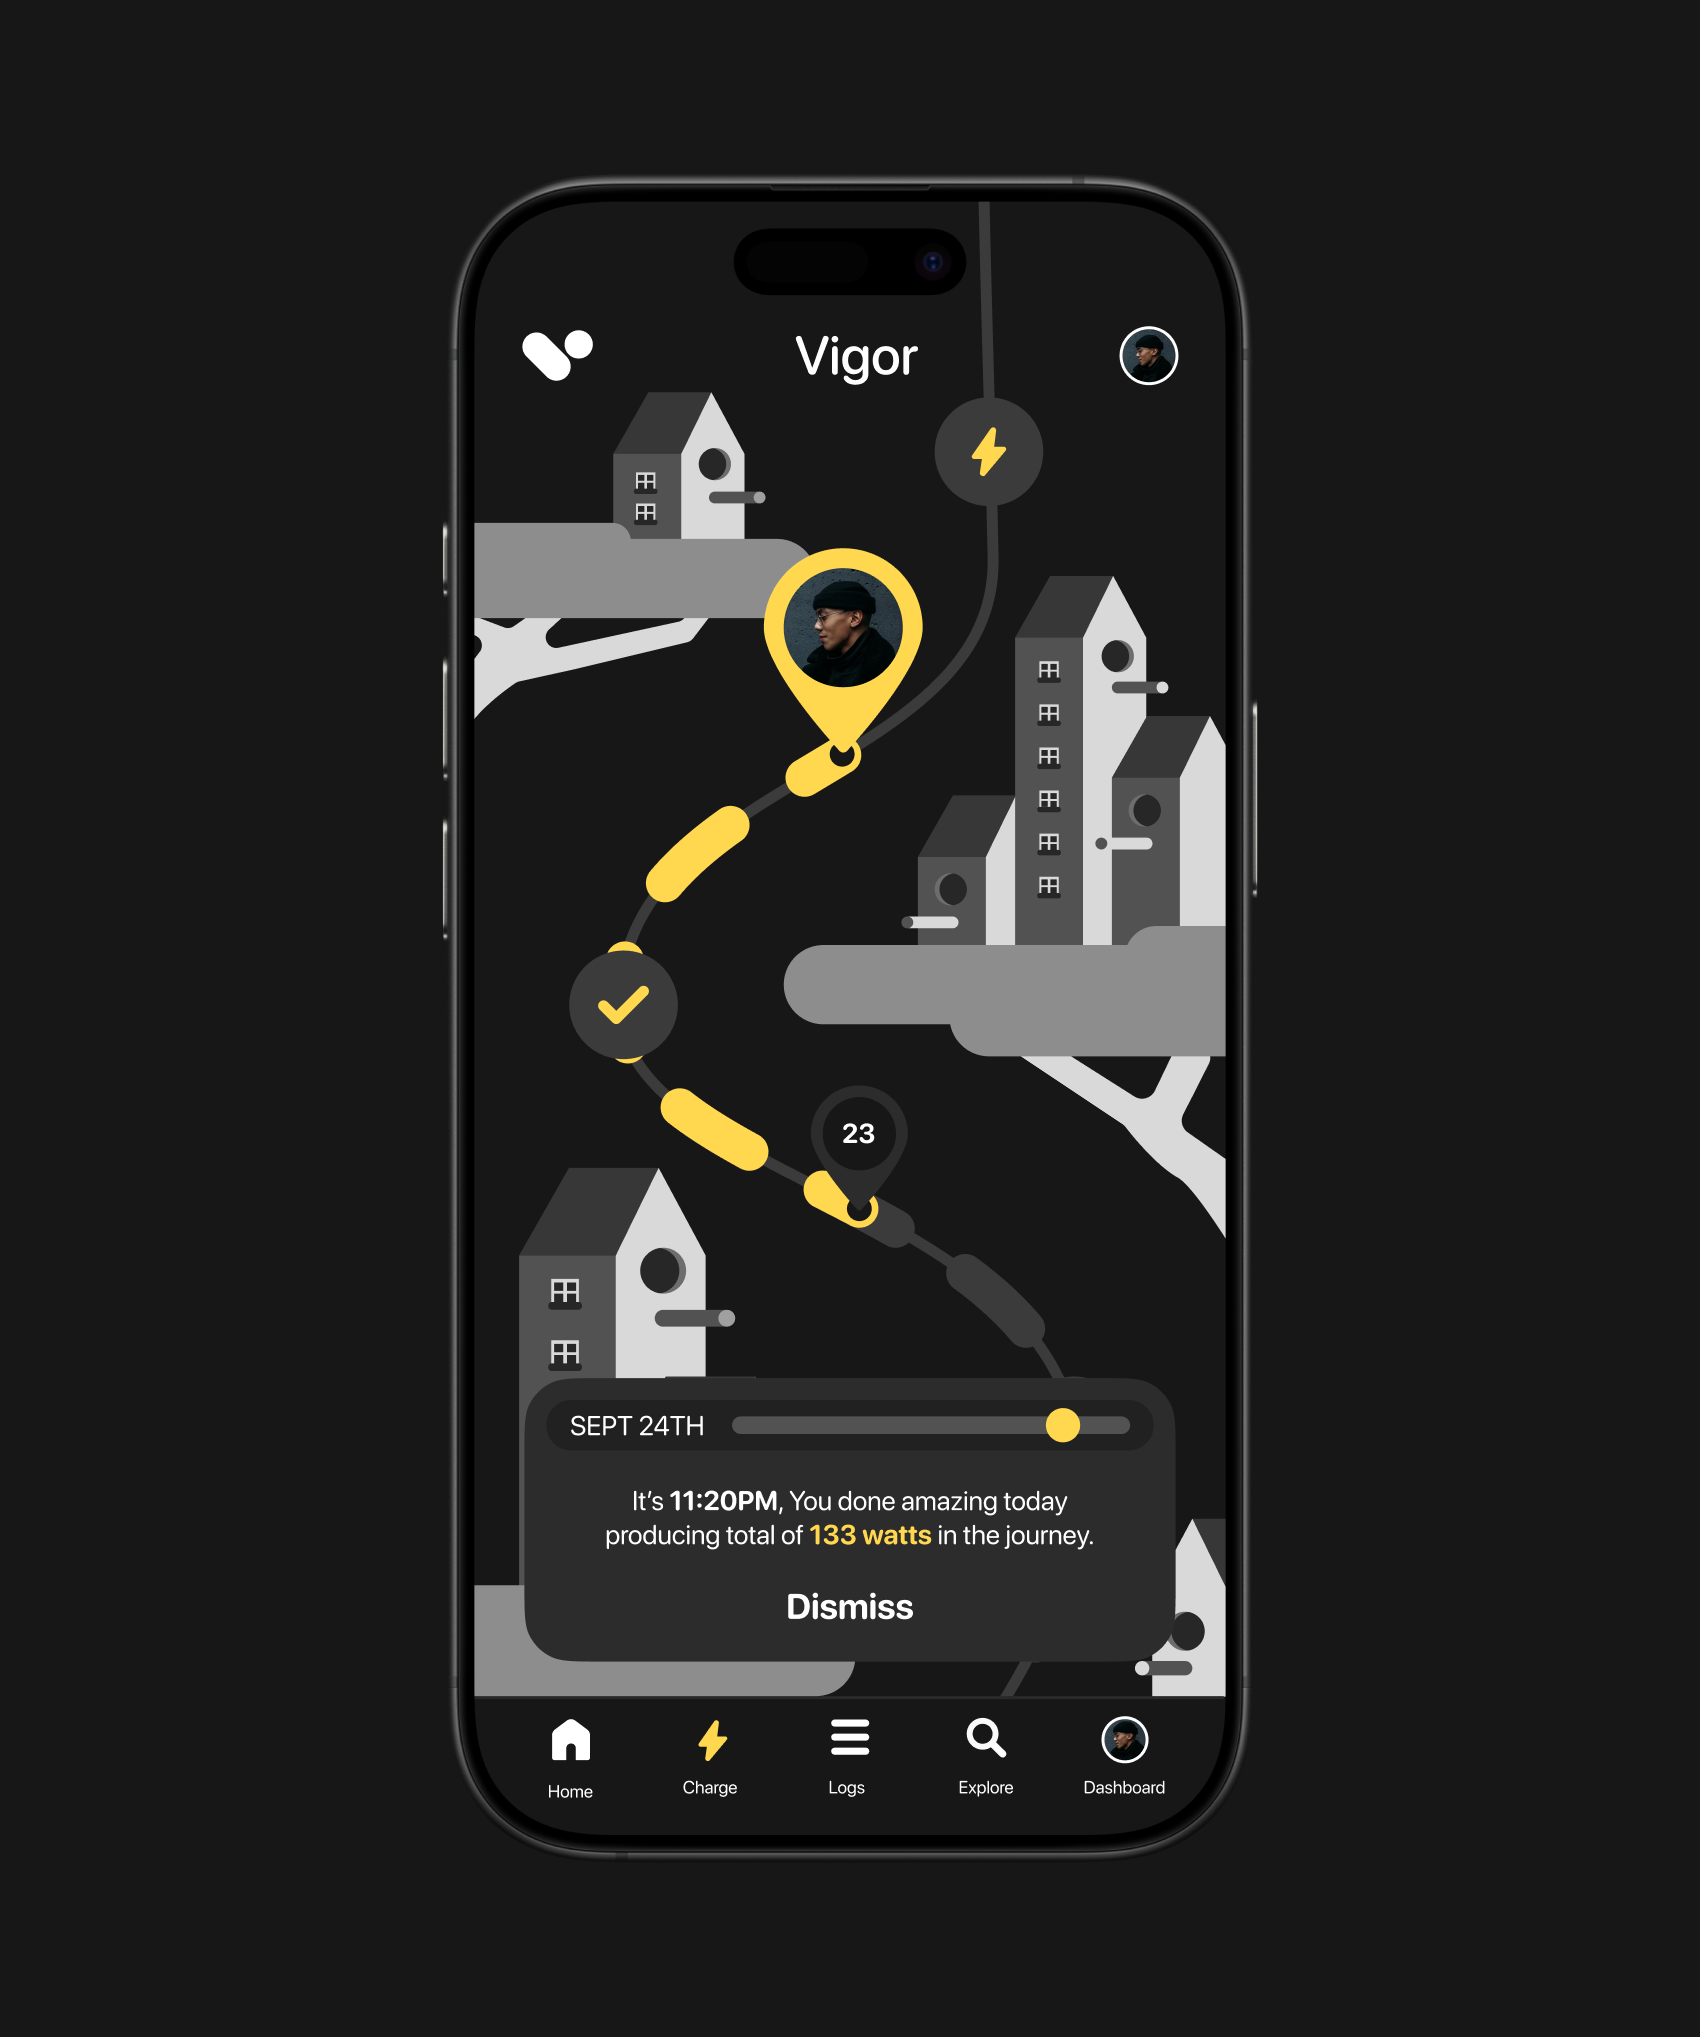 Vigor
23
SEPT 24TH
It’s 11:20PM, You done amazing today
producing total of 133 watts in the journey.
Dismiss
Home
Charge
Logs
Explore
Dashboard